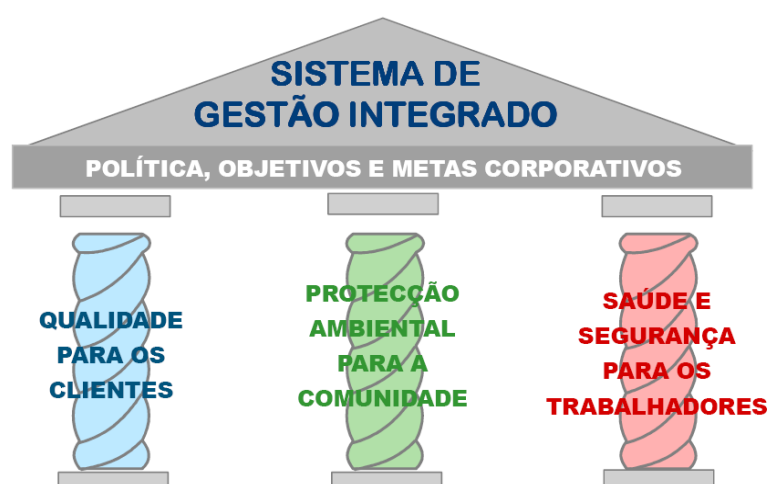 SISTEMA DE
GESTÃO INTEGRADO
POLÍTICA, OBJETIVOS E METAS CORPORATIVOS
QUALIDADE
PARA OS
CLIENTES
PROTECÇÃO
AMBIENTAL
PARA A
COMUNIDADE
SAÚDE E
SEGURANÇA
PARA OS
TRABALHADORES